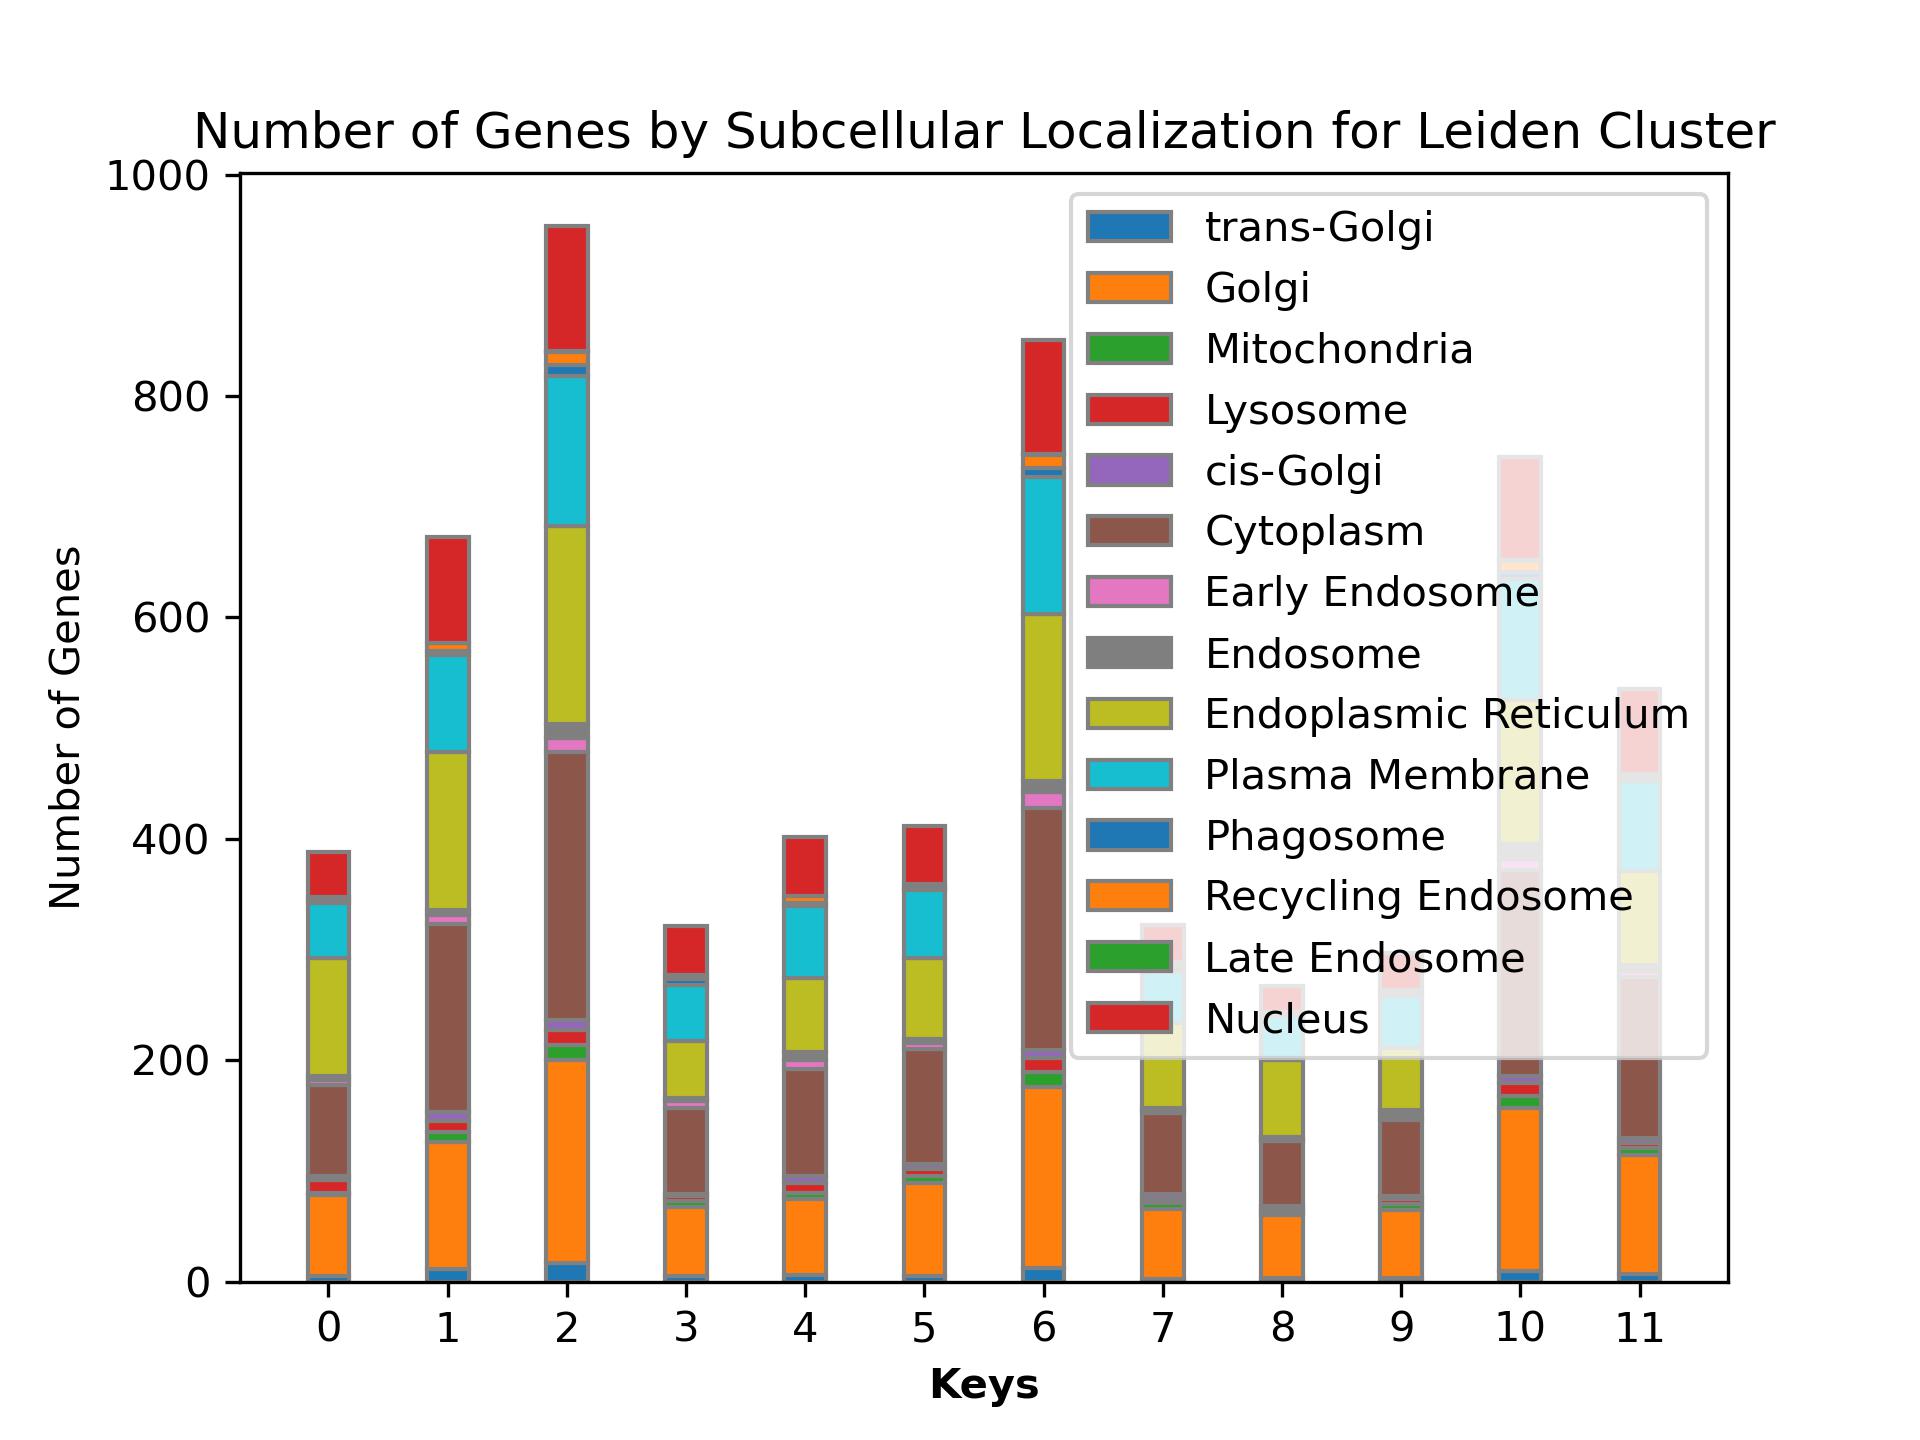 Number of Genes by Subcellular Localization for Leiden Cluster
1000
800
600
400
200
0
Number of Genes
trans-Golgi
Golgi
Mitochondria
Lysosome
cis-Golgi
Cytoplasm
Early Endosome
Endosome
Endoplasmic Reticulum
Plasma Membrane
Phagosome
Recycling Endosome
Late Endosome
Nucleus
0 1 2 3 4 5 6 7 8 9 10 11
Keys